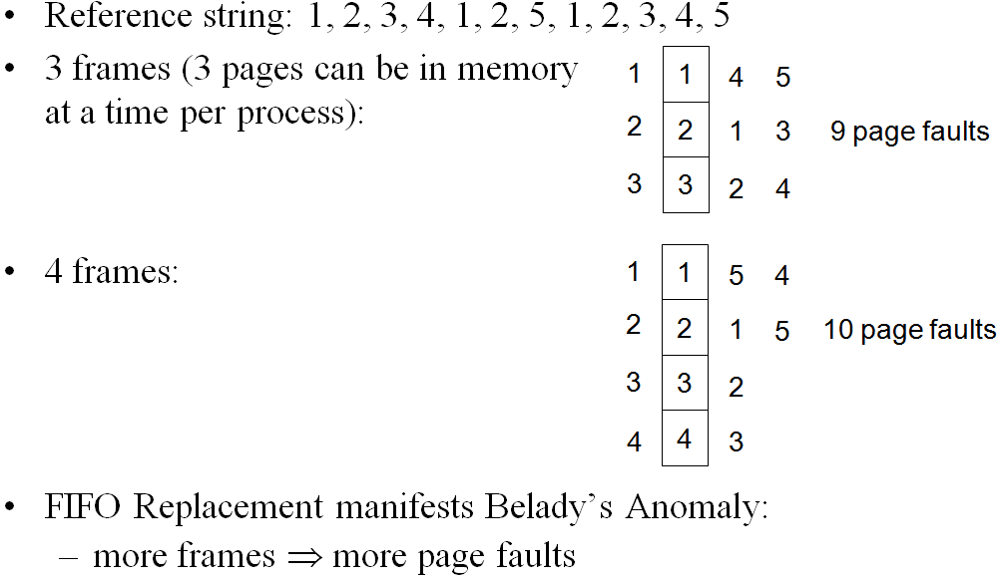 • Reference string: 1, 2, 3, 4, 1, 2, 5, 1, 2, 3, 4, 5
• 3 frames (3 pages can be in memory
at a time per process):
1 1 4 5
2 2 1 3 9 page faults
3 3 2 4
• 4 frames:
1 1 5 4
2 2 1 5 10 page faults
3 3 2
4 4 3
• FIFO Replacement manifests Belady's Anomaly:
– more frames ⇒ more page faults